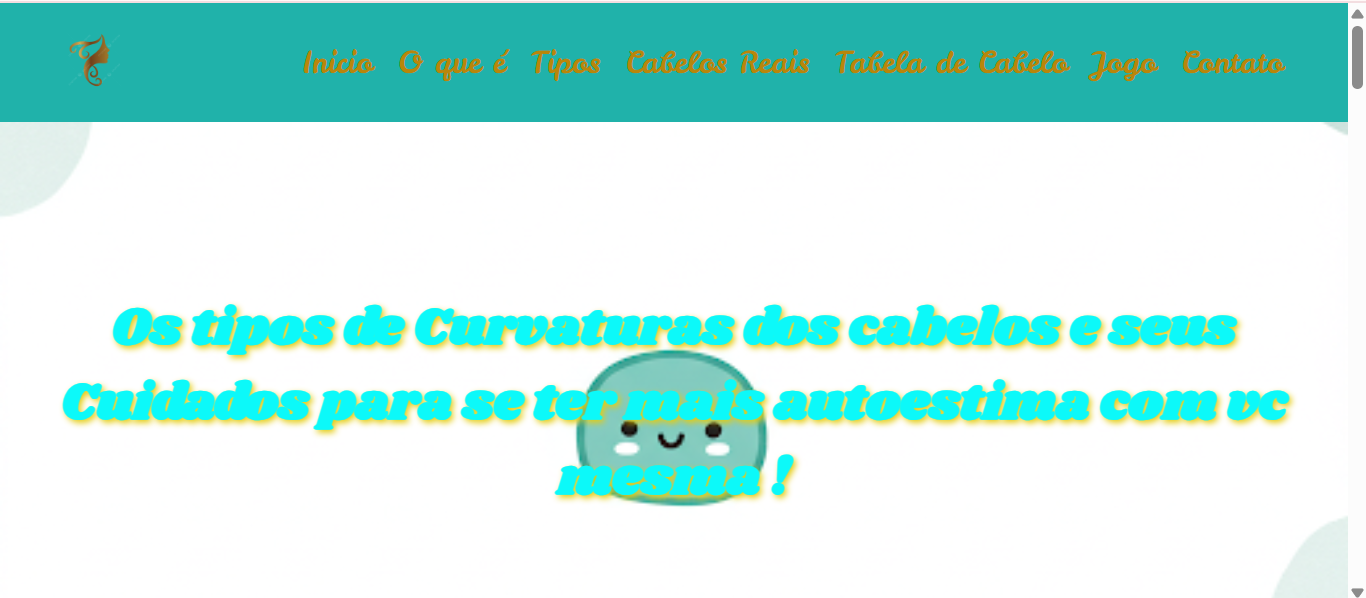 Inicio O que é Tipos Cabelos Reais Tabela de Cabelo Jogo Contato
Os tipos de Curvaturas dos cabelos e seus
Cuidados para se ter mais autoestima com vc
mesma !